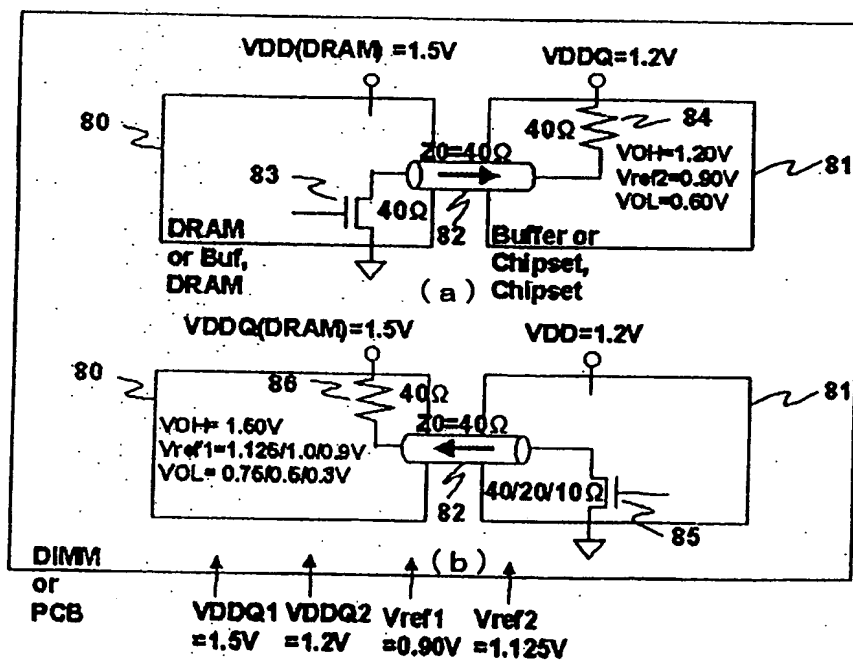 VDD(DRAM) =1.5V
VDDQ=1.2V
80
84
40Ω
Z0=40Ω
VOH=1.20V
Vref2=0.90V
VOL=0.60V
81
83
40Ω
82
DRAM
or Buf,
DRAM
Buffer or
Chipset,
Chipset
(a)
VDDQ(DRAM)=1.5V
VDD=1.2V
80
86
40Ω
81
Z0=40Ω
VOH= 1.50V
Vref1=1.125/1.0/0.9V
VOL= 0.75/0.5/0.3V
40/20/10Ω
82
85
(b)
DIMM
or
PCB
VDDQ1
=1.5V
VDDQ2
=1.2V
Vref1
=0.90V
Vref2
=1.125V